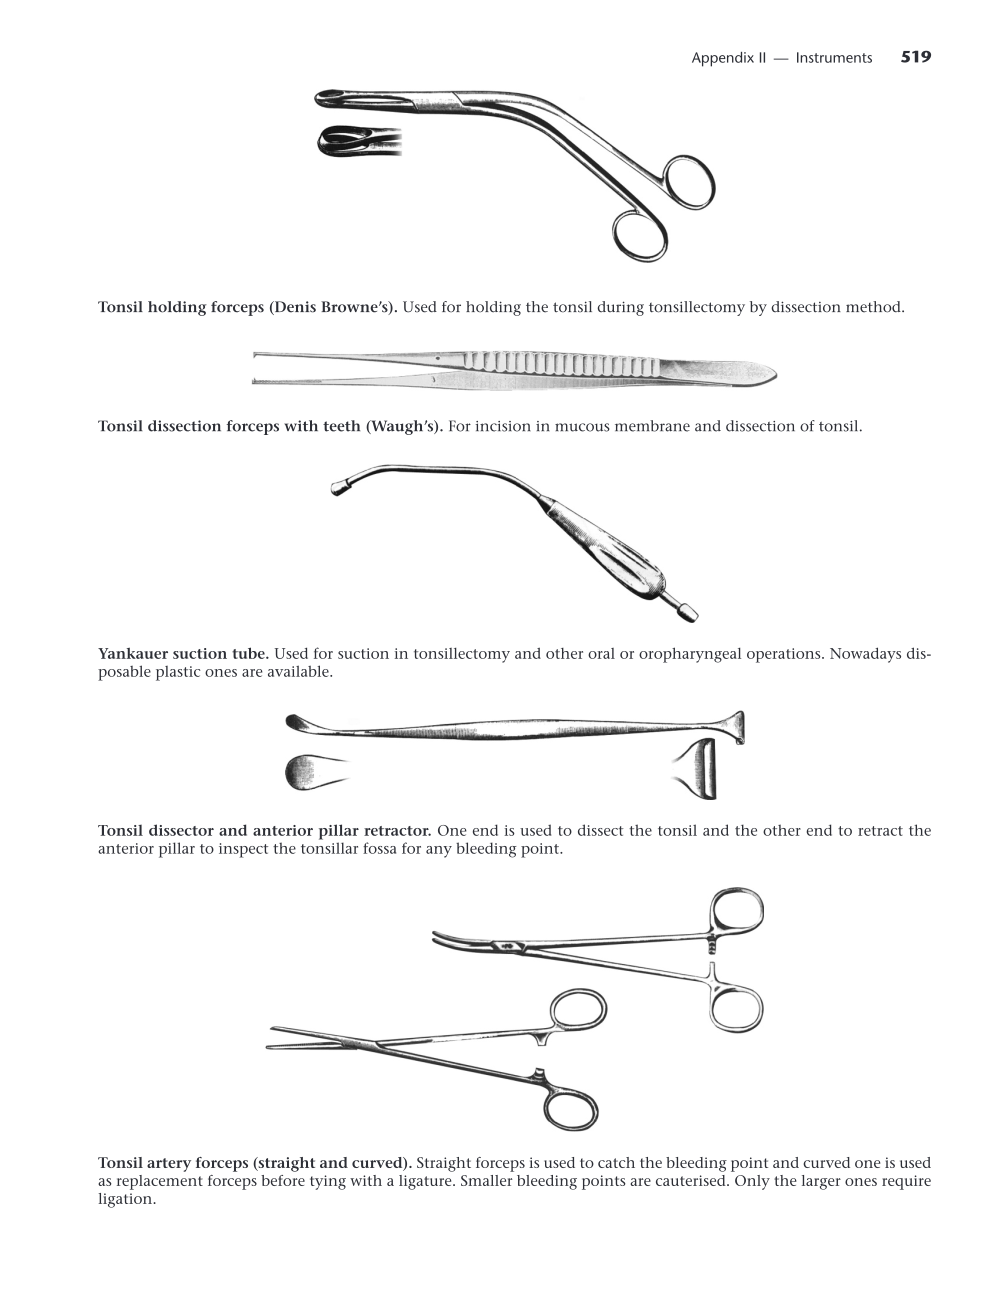 Appendix II — Instruments 519
Tonsil holding forceps (Denis Browne's). Used for holding the tonsil during tonsillectomy by dissection method.
Tonsil dissection forceps with teeth (Waugh's). For incision in mucous membrane and dissection of tonsil.
Yankauer suction tube. Used for suction in tonsillectomy and other oral or oropharyngeal operations. Nowadays dis-
posable plastic ones are available.
Tonsil dissector and anterior pillar retractor. One end is used to dissect the tonsil and the other end to retract the
anterior pillar to inspect the tonsillar fossa for any bleeding point.
Tonsil artery forceps (straight and curved). Straight forceps is used to catch the bleeding point and curved one is used
as replacement forceps before tying with a ligature. Smaller bleeding points are cauterised. Only the larger ones require
ligation.